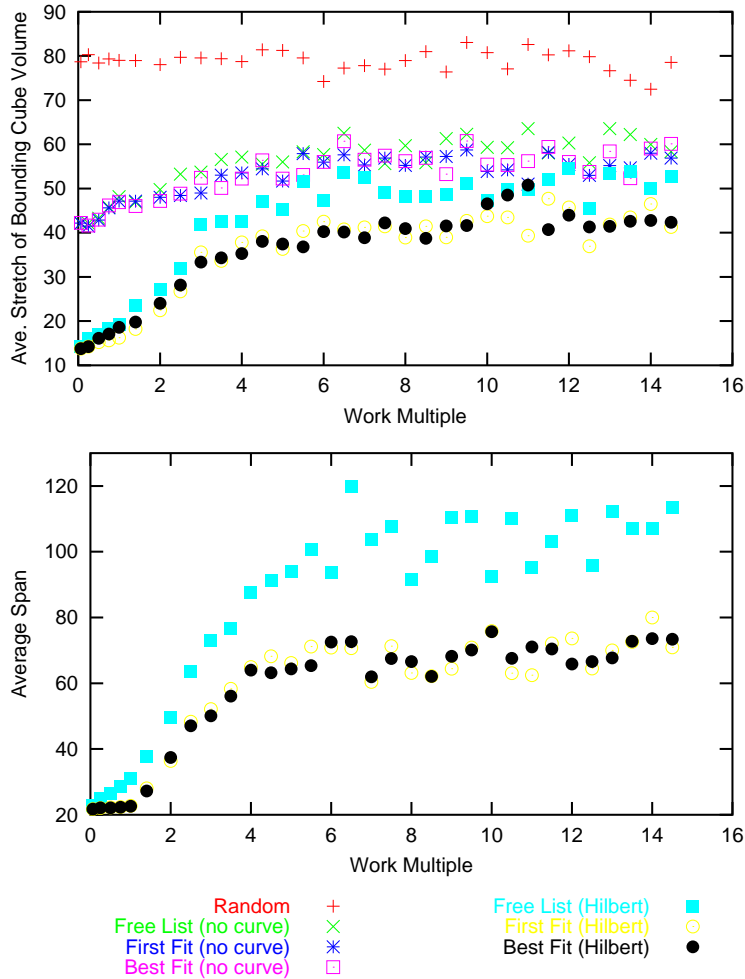 90
80
70
60
50
40
30
20
10
0 2 4 6 8 10 12 14 16
Ave. Stretch of Bounding Cube Volume
Work Multiple
120
100
80
60
40
20
0 2 4 6 8 10 12 14 16
Average Span
Work Multiple
Random
Free List (no curve)
First Fit (no curve)
Best Fit (no curve)
Free List (Hilbert)
First Fit (Hilbert)
Best Fit (Hilbert)